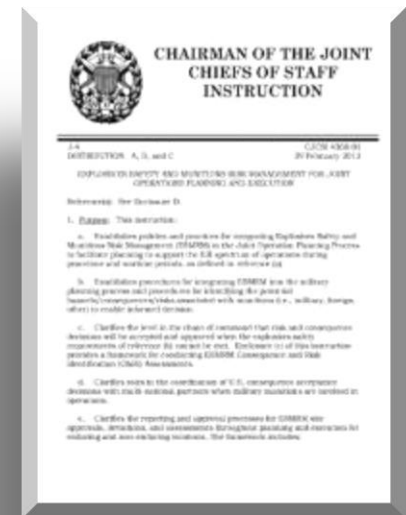 CHAIRMAN OF THE JOINT
CHIEFS OF STAFF
INSTRUCTION
J-4
DISTRIBUTION: A, B, and C
EXPLOSIVES SAFETY AND MUNITIONS RISK MANAGEMENT FOR JOINT
OPERATIONS PLANNING AND EXECUTION
Reference(s): See Enclosure
1. Purpose. This instruction:
a. Establishes policies and practices for integrating Explosives Safety and
Munitions Risk Management (ESMRM) in the Joint Operation Planning Process
to facilitate planning to support the full spectrum of operations during
peacetime and wartime periods, as defined in reference
b. Establishes procedures for integrating ESMRM into the military
planning process and procedures for identifying the potential
associated with munitions (i.e., military, foreign,
other) to enable informed decision.
c. Clarifies the level in the chain of command that risk and consequence
decisions will be accepted and approved when the explosives safety
requirements of reference (b) cannot be met. Enclosure of this instruction
provides a framework for conducting ESMRM Consequence and Risk
Identification Assessments.
d. Clarifies roles in the coordination of U.S. consequence acceptance
decisions with multi-national partners when military munitions are involved in
operations.
e. Clarifies the reporting and approval processes for ESMRM site
approvals, deviations, and assessments throughout planning and execution for
enduring and non-enduring locations. The framework includes: